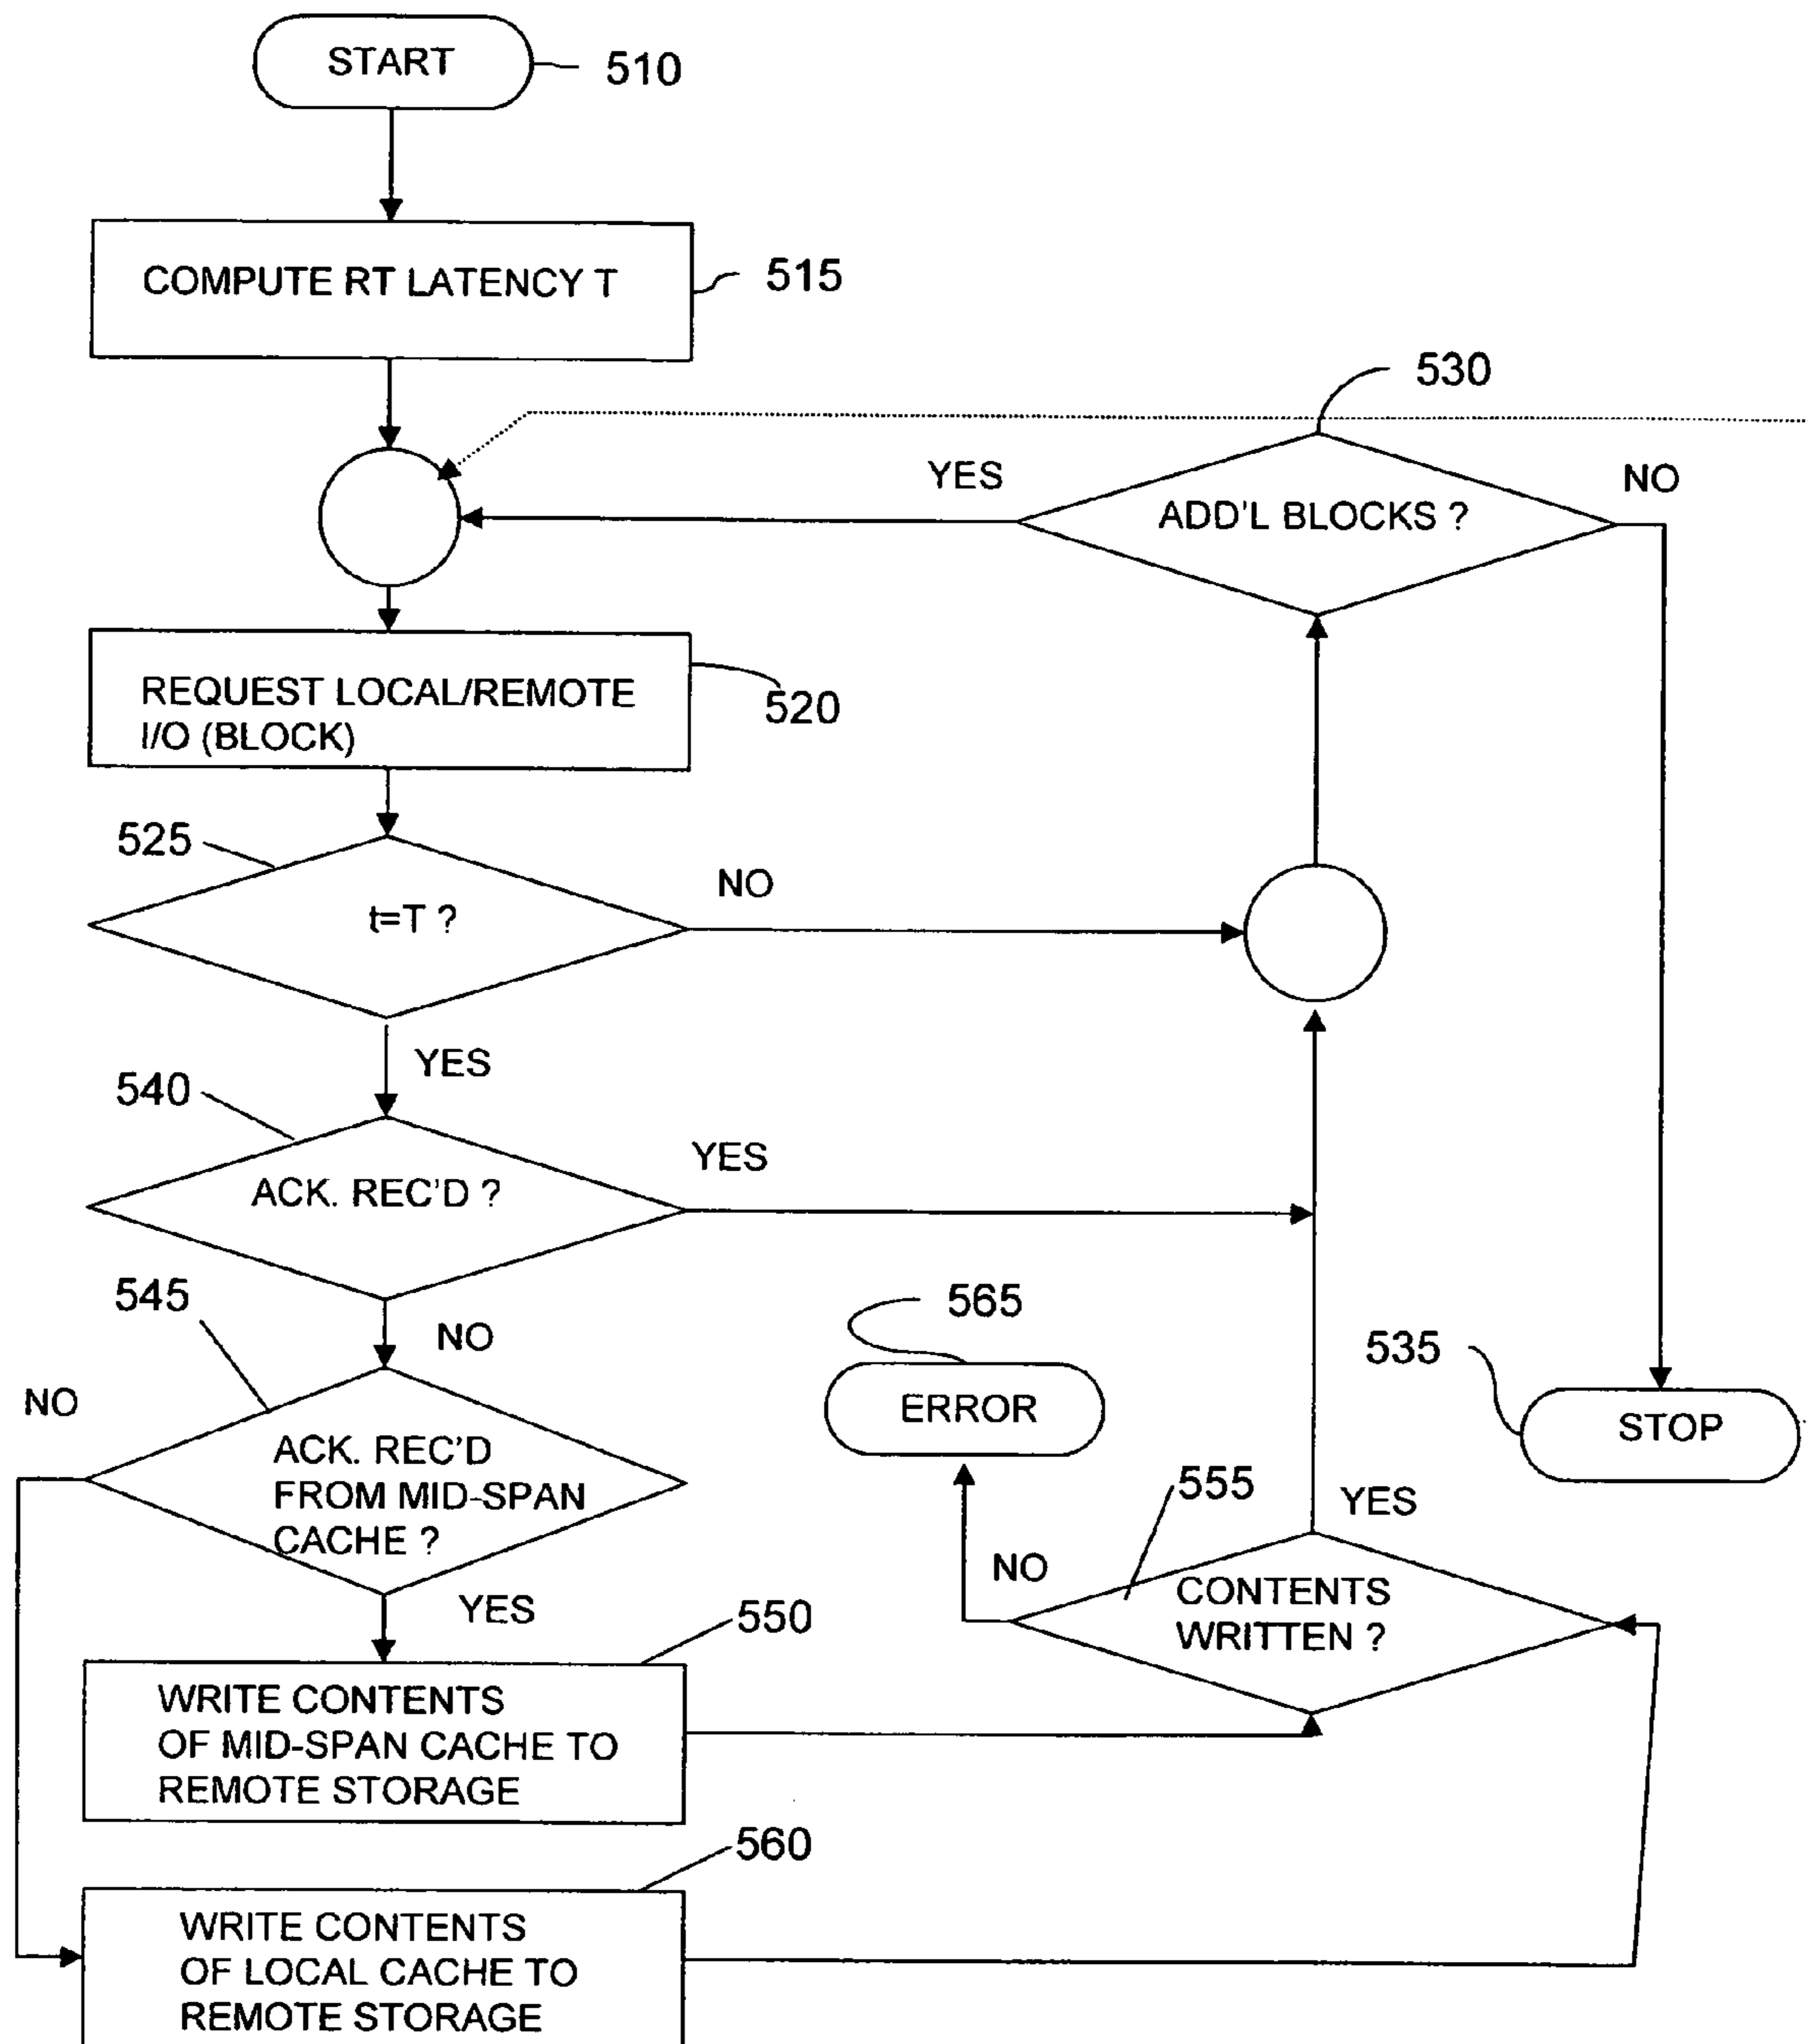 START
510
COMPUTE RT LATENCY T
515
530
YES
ADD'L BLOCKS ?
NO
REQUEST LOCAL/REMOTE
I/O (BLOCK)
520
525
t=T ?
NO
YES
540
ACK. REC'D ?
YES
545
NO
565
ERROR
535
STOP
NO
ACK. REC'D
FROM MID-SPAN
CACHE ?
YES
555
YES
NO
CONTENTS
WRITTEN ?
550
WRITE CONTENTS
OF MID-SPAN CACHE TO
REMOTE STORAGE
560
WRITE CONTENTS
OF LOCAL CACHE TO
REMOTE STORAGE